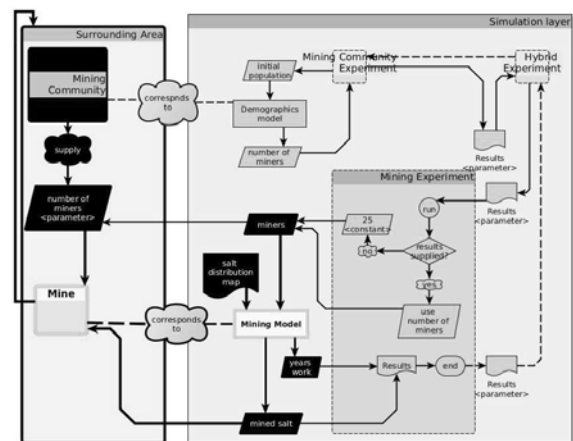 Simulation layer
Surrounding Area
Mining
Community
corresponds
to
initial
population
Mining Community
Experiment
Hybrid
Experiment
Demographics
model
supply
number of
miners
Results
<parameter>
number of
miners
<parameter>
Mining Experiment
Results
<parameter>
run
25
<constant>
miners
results
supplied?
no
salt
distribution
map
yes
Mine
use
number of
miners
corresponds
to
Mining Model
years
work
Results
end
Results
<parameter>
mined salt